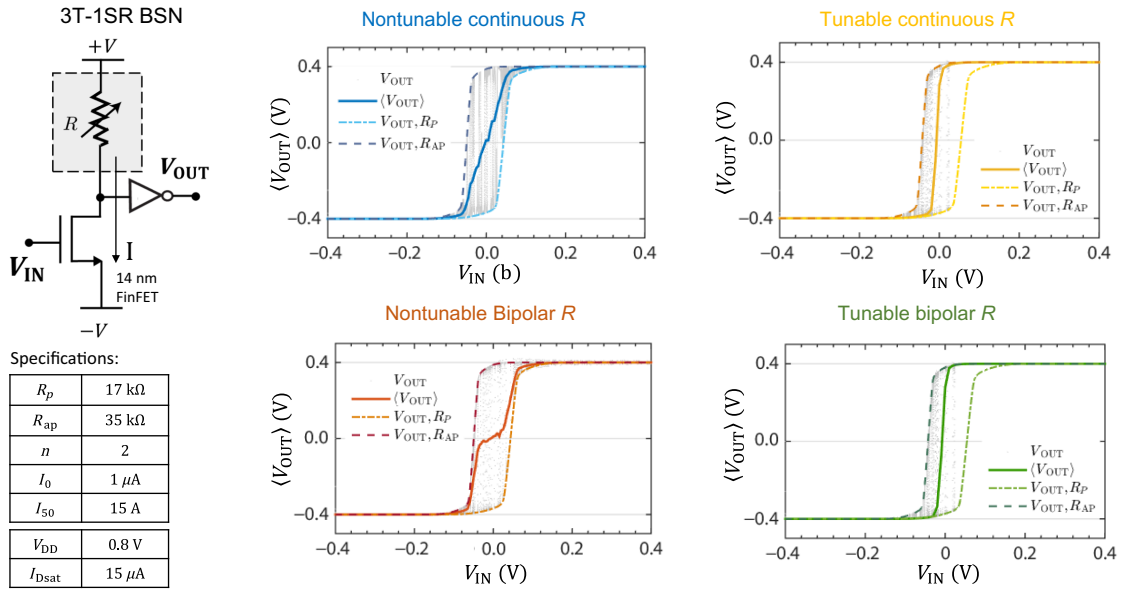 3T-1SR BSN
+V
R
V_OUT
V_IN
I
14 nm
FinFET
−V
Specifications:
R_p 17 kΩ
R_ap 35 kΩ
n 2
I_0 1 μA
I_50 15 A
V_DD 0.8 V
I_Dsat 15 μA
Nontunable continuous R
⟨V_OUT⟩ (V)
0.4
0.0
−0.4
V_OUT
⟨V_OUT⟩
V_OUT, R_P
V_OUT, R_AP
−0.4 −0.2 0.0 0.2 0.4
V_IN (b)
Tunable continuous R
⟨V_OUT⟩ (V)
0.4
0.0
−0.4
V_OUT
⟨V_OUT⟩
V_OUT, R_P
V_OUT, R_AP
−0.4 −0.2 0.0 0.2 0.4
V_IN (V)
Nontunable Bipolar R
⟨V_OUT⟩ (V)
0.4
0.0
−0.4
V_OUT
⟨V_OUT⟩
V_OUT, R_P
V_OUT, R_AP
−0.4 −0.2 0.0 0.2 0.4
V_IN (V)
Tunable bipolar R
⟨V_OUT⟩ (V)
0.4
0.0
−0.4
V_OUT
⟨V_OUT⟩
V_OUT, R_P
V_OUT, R_AP
−0.4 −0.2 0 0.2 0.4
V_IN (V)